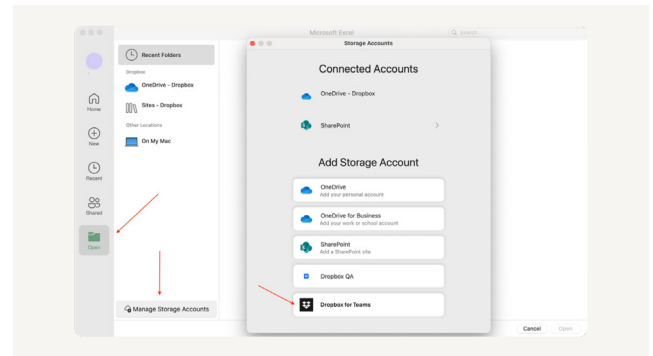 Microsoft Excel
Search
Home
New
Recent
Shared
Open
Recent Folders
Dropbox
OneDrive - Dropbox
Sites - Dropbox
Other Locations
On My Mac
Manage Storage Accounts
Storage Accounts
Connected Accounts
OneDrive - Dropbox
SharePoint
Add Storage Account
OneDrive
Add your personal account
OneDrive for Business
Add your work or school account
SharePoint
Add a SharePoint site
Dropbox QA
Dropbox for Teams
Cancel
Open